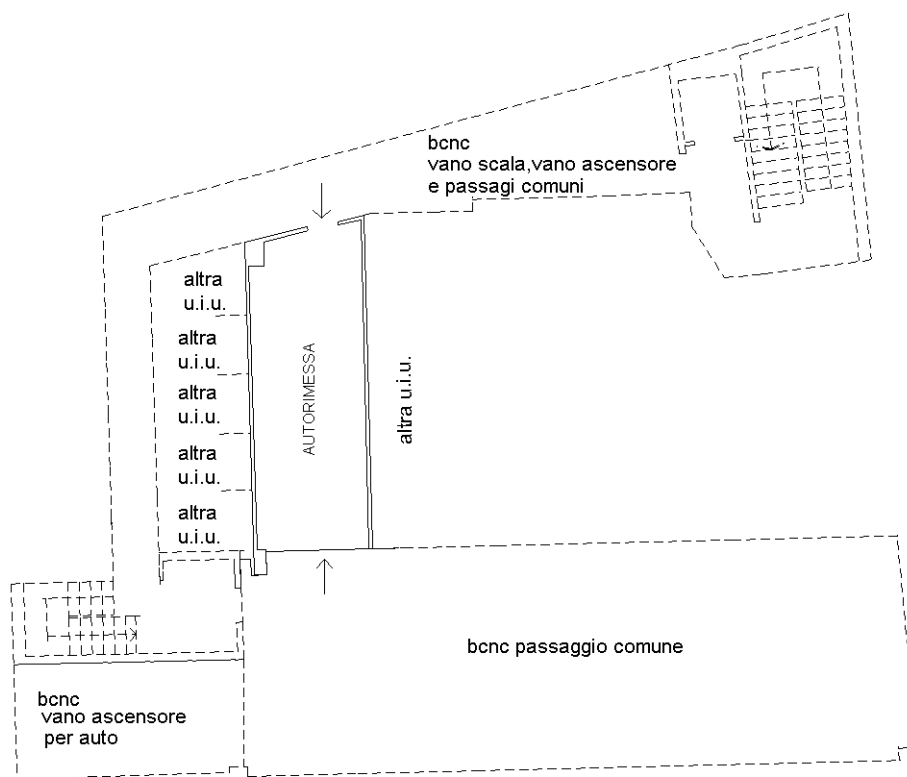 bcnc
vano scala,vano ascensore
e passagi comuni
altra
u.i.u.
altra
u.i.u.
altra
u.i.u.
altra
u.i.u.
altra
u.i.u.
AUTORIMESSA
altra u.i.u.
bcnc passaggio comune
bcnc
vano ascensore
per auto